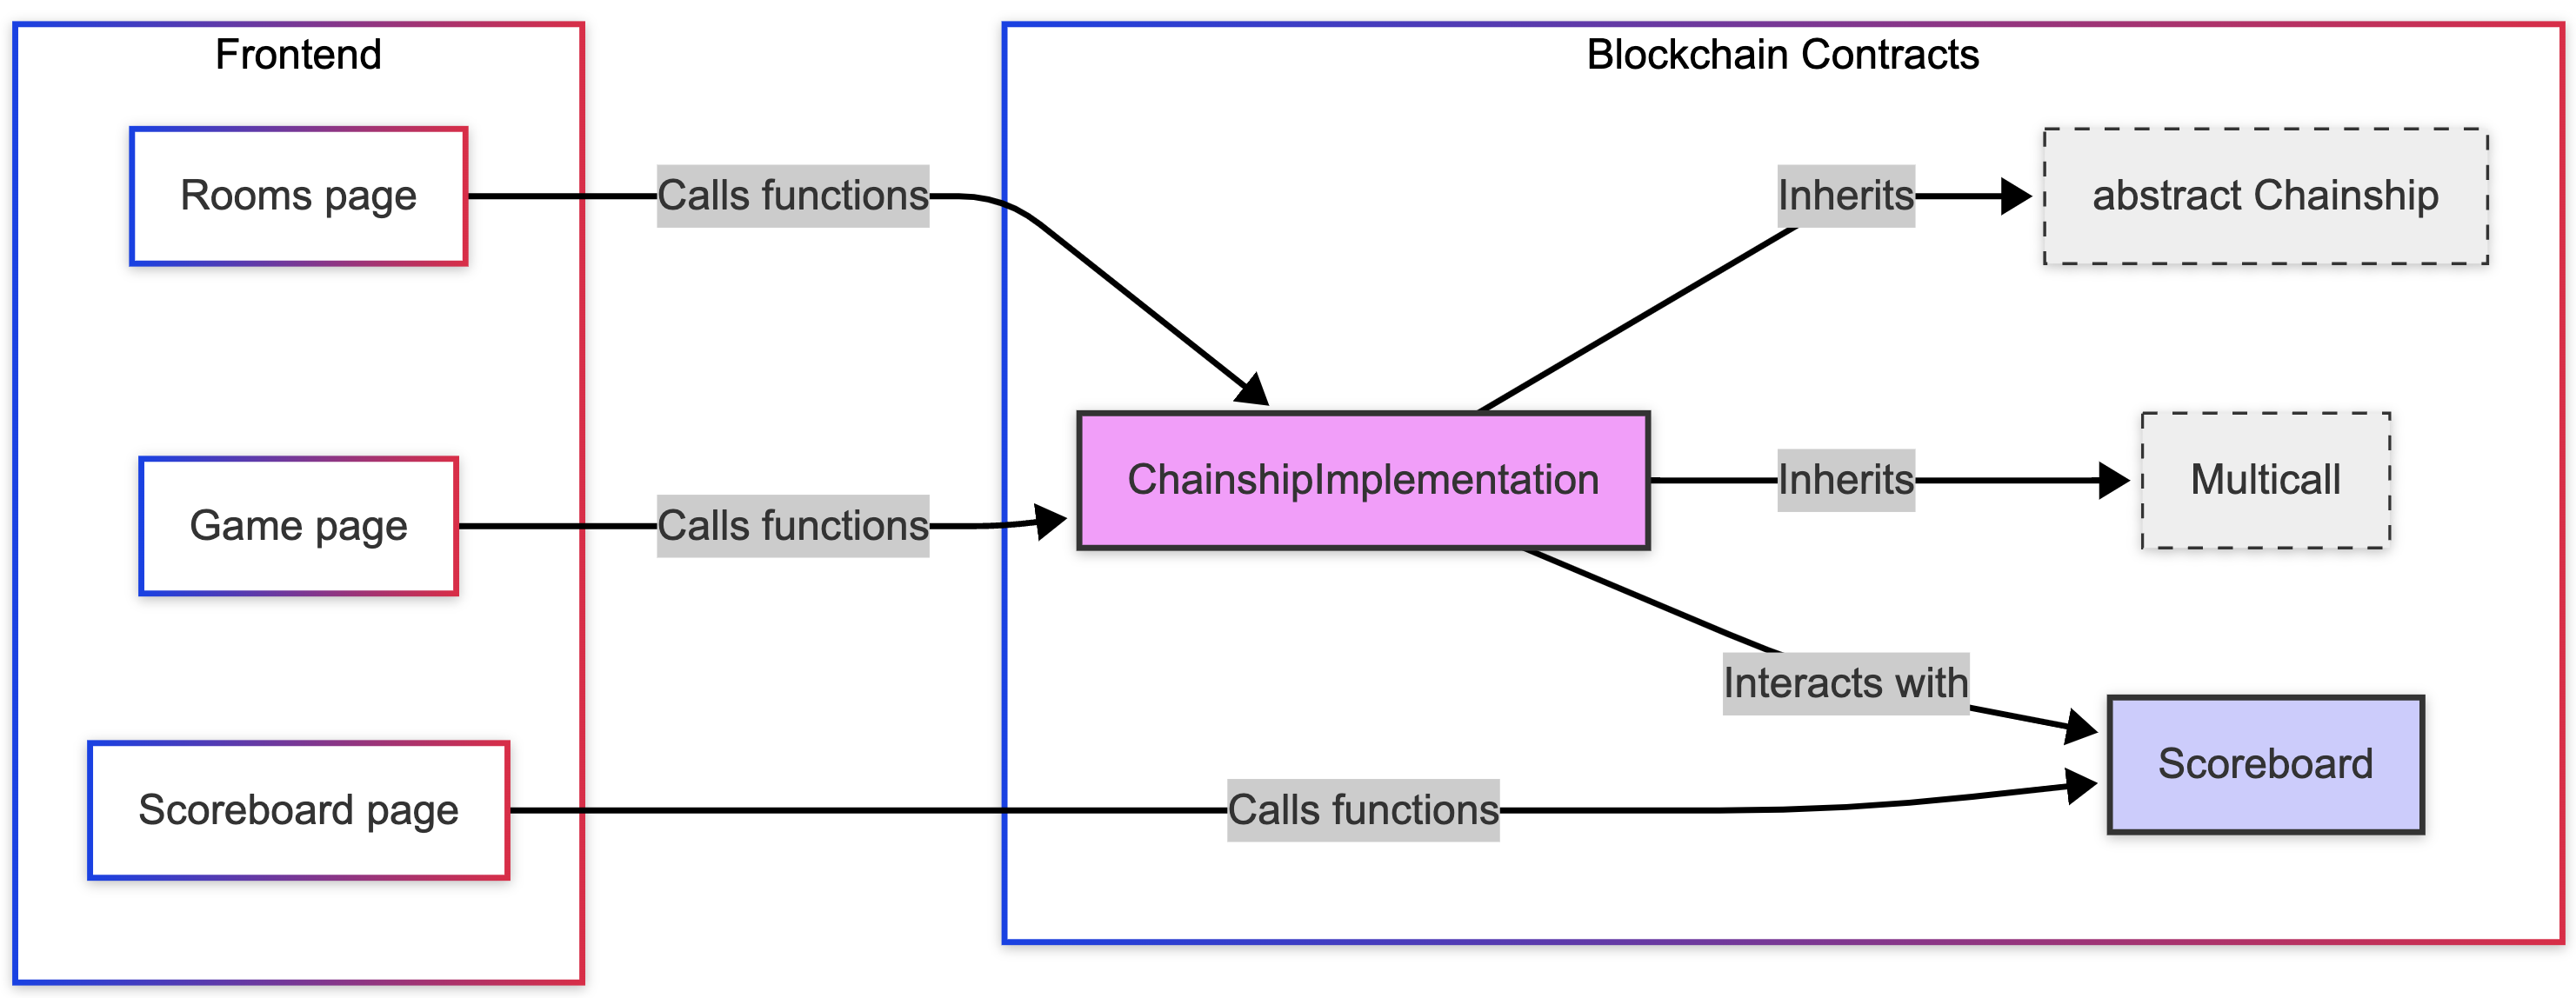 Frontend
Rooms page
Game page
Scoreboard page
Calls functions
Calls functions
Calls functions
Blockchain Contracts
ChainshipImplementation
Inherits
Inherits
Interacts with
abstract Chainship
Multicall
Scoreboard